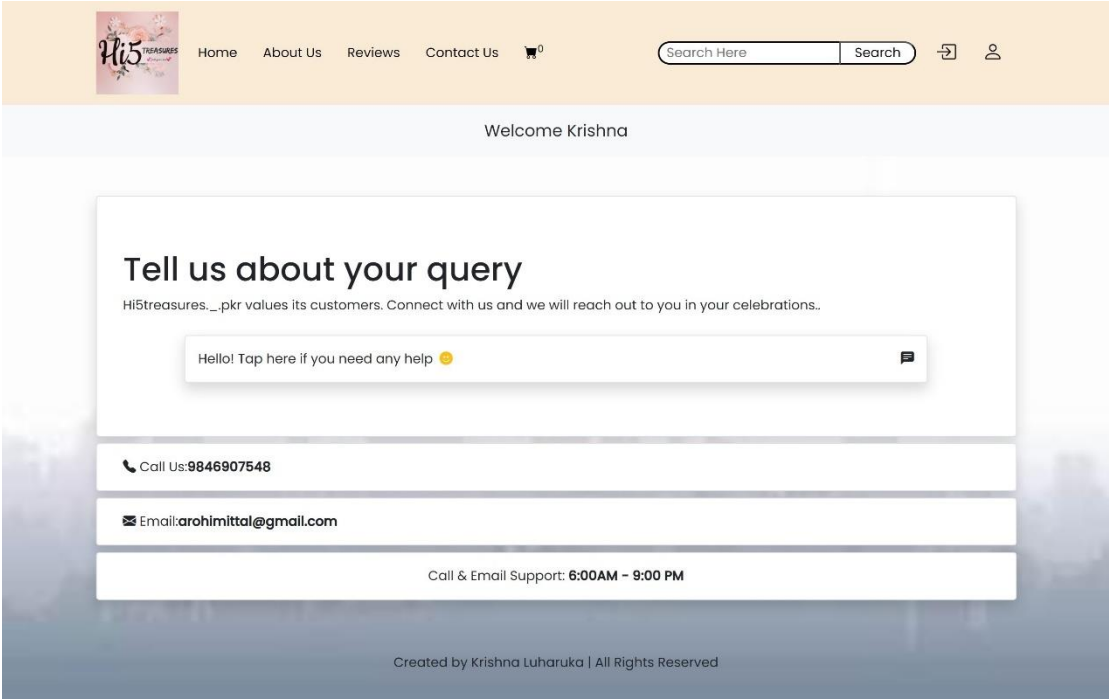 Hi5 TREASURES
Home About Us Reviews Contact Us 0 Search Here Search
Welcome Krishna
Tell us about your query
Hi5treasures._.pkr values its customers. Connect with us and we will reach out to you in your celebrations..
Hello! Tap here if you need any help 🙂
Call Us:9846907548
Email:arohimittal@gmail.com
Call & Email Support: 6:00AM - 9:00 PM
Created by Krishna Luharuka | All Rights Reserved